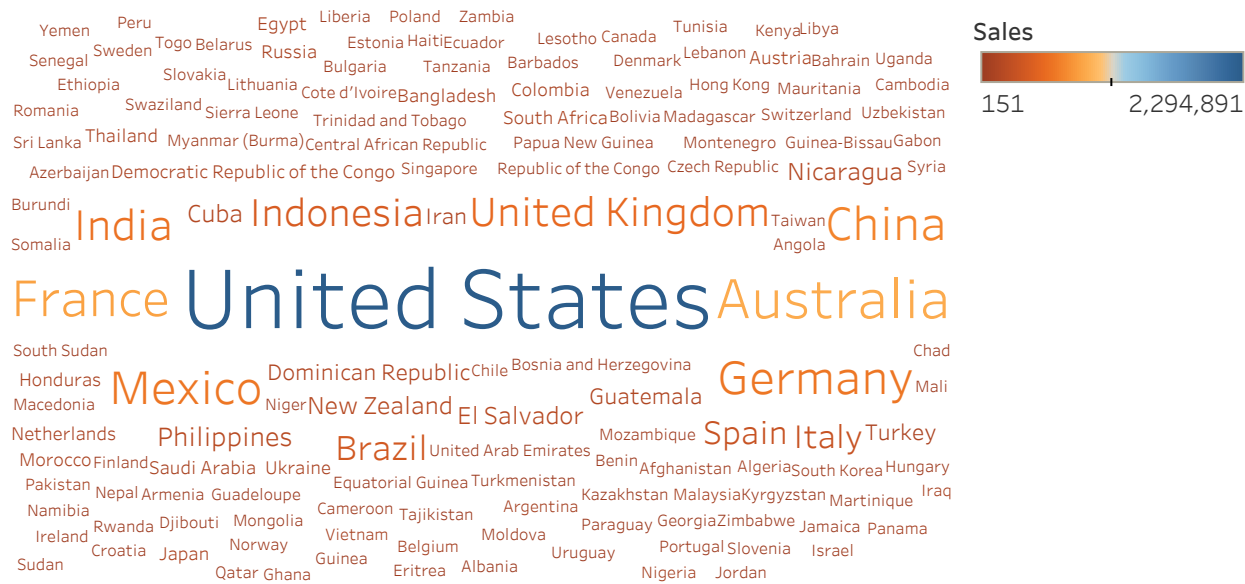 Yemen Peru Egypt Liberia Poland Zambia Tunisia Kenya Libya
Senegal Sweden Togo Belarus Russia Estonia Haiti Ecuador Lesotho Canada Denmark Lebanon Austria Bahrain Uganda
Ethiopia Slovakia Lithuania Bulgaria Tanzania Barbados
Cote d'Ivoire Bangladesh Colombia Venezuela Hong Kong Mauritania Cambodia
Romania Swaziland Sierra Leone Trinidad and Tobago South Africa Bolivia Madagascar Switzerland Uzbekistan
Sri Lanka Thailand Myanmar (Burma) Central African Republic Papua New Guinea Montenegro Guinea-Bissau Gabon
Azerbaijan Democratic Republic of the Congo Singapore Republic of the Congo Czech Republic Nicaragua Syria
Burundi India Cuba Indonesia Iran United Kingdom Taiwan China
Somalia Angola
France United States Australia
South Sudan Chad
Honduras Mexico Dominican Republic Chile Bosnia and Herzegovina Germany Mali
Macedonia Niger New Zealand El Salvador Guatemala
Netherlands Philippines Brazil United Arab Emirates Mozambique Spain Italy Turkey
Morocco Finland Saudi Arabia Ukraine Benin Afghanistan Algeria South Korea Hungary
Pakistan Nepal Armenia Guadeloupe Equatorial Guinea Turkmenistan Kazakhstan Malaysia Kyrgyzstan Martinique Iraq
Namibia Rwanda Djibouti Mongolia Cameroon Tajikistan Argentina Paraguay Georgia Zimbabwe Jamaica Panama
Ireland Croatia Japan Norway Vietnam Belgium Moldova Uruguay Portugal Slovenia Israel
Sudan Qatar Ghana Guinea Eritrea Albania Nigeria Jordan
Sales
151 2,294,891